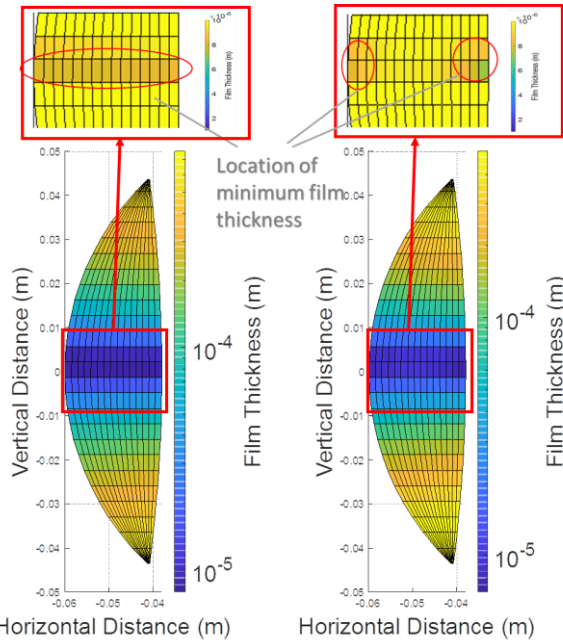 ×10⁻⁶
8
6
4
2
Film Thickness (m)
×10⁻⁶
8
6
4
2
Film Thickness (m)
Location of
minimum film
thickness
0.05
0.04
0.03
0.02
0.01
0
-0.01
-0.02
-0.03
-0.04
-0.05
Vertical Distance (m)
-0.06 -0.05 -0.04
Horizontal Distance (m)
10⁻⁴
10⁻⁵
Film Thickness (m)
0.05
0.04
0.03
0.02
0.01
0
-0.01
-0.02
-0.03
-0.04
-0.05
Vertical Distance (m)
-0.06 -0.05 -0.04
Horizontal Distance (m)
10⁻⁴
10⁻⁵
Film Thickness (m)